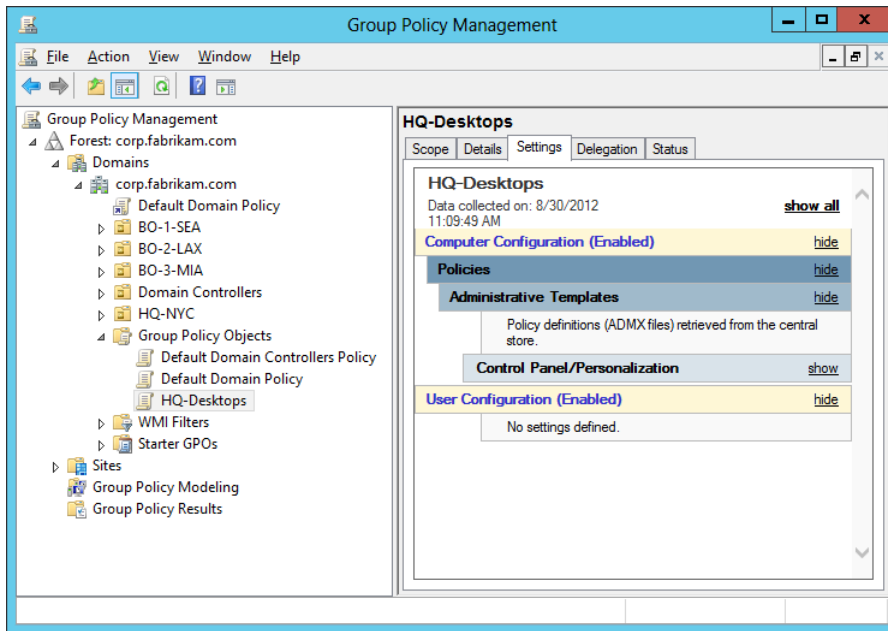 Group Policy Management
File Action View Window Help
Group Policy Management
Forest: corp.fabrikam.com
Domains
corp.fabrikam.com
Default Domain Policy
BO-1-SEA
BO-2-LAX
BO-3-MIA
Domain Controllers
HQ-NYC
Group Policy Objects
Default Domain Controllers Policy
Default Domain Policy
HQ-Desktops
WMI Filters
Starter GPOs
Sites
Group Policy Modeling
Group Policy Results
HQ-Desktops
Scope Details Settings Delegation Status
HQ-Desktops
Data collected on: 8/30/2012 show all
11:09:49 AM
Computer Configuration (Enabled) hide
Policies hide
Administrative Templates hide
Policy definitions (ADMX files) retrieved from the central
store.
Control Panel/Personalization show
User Configuration (Enabled) hide
No settings defined.